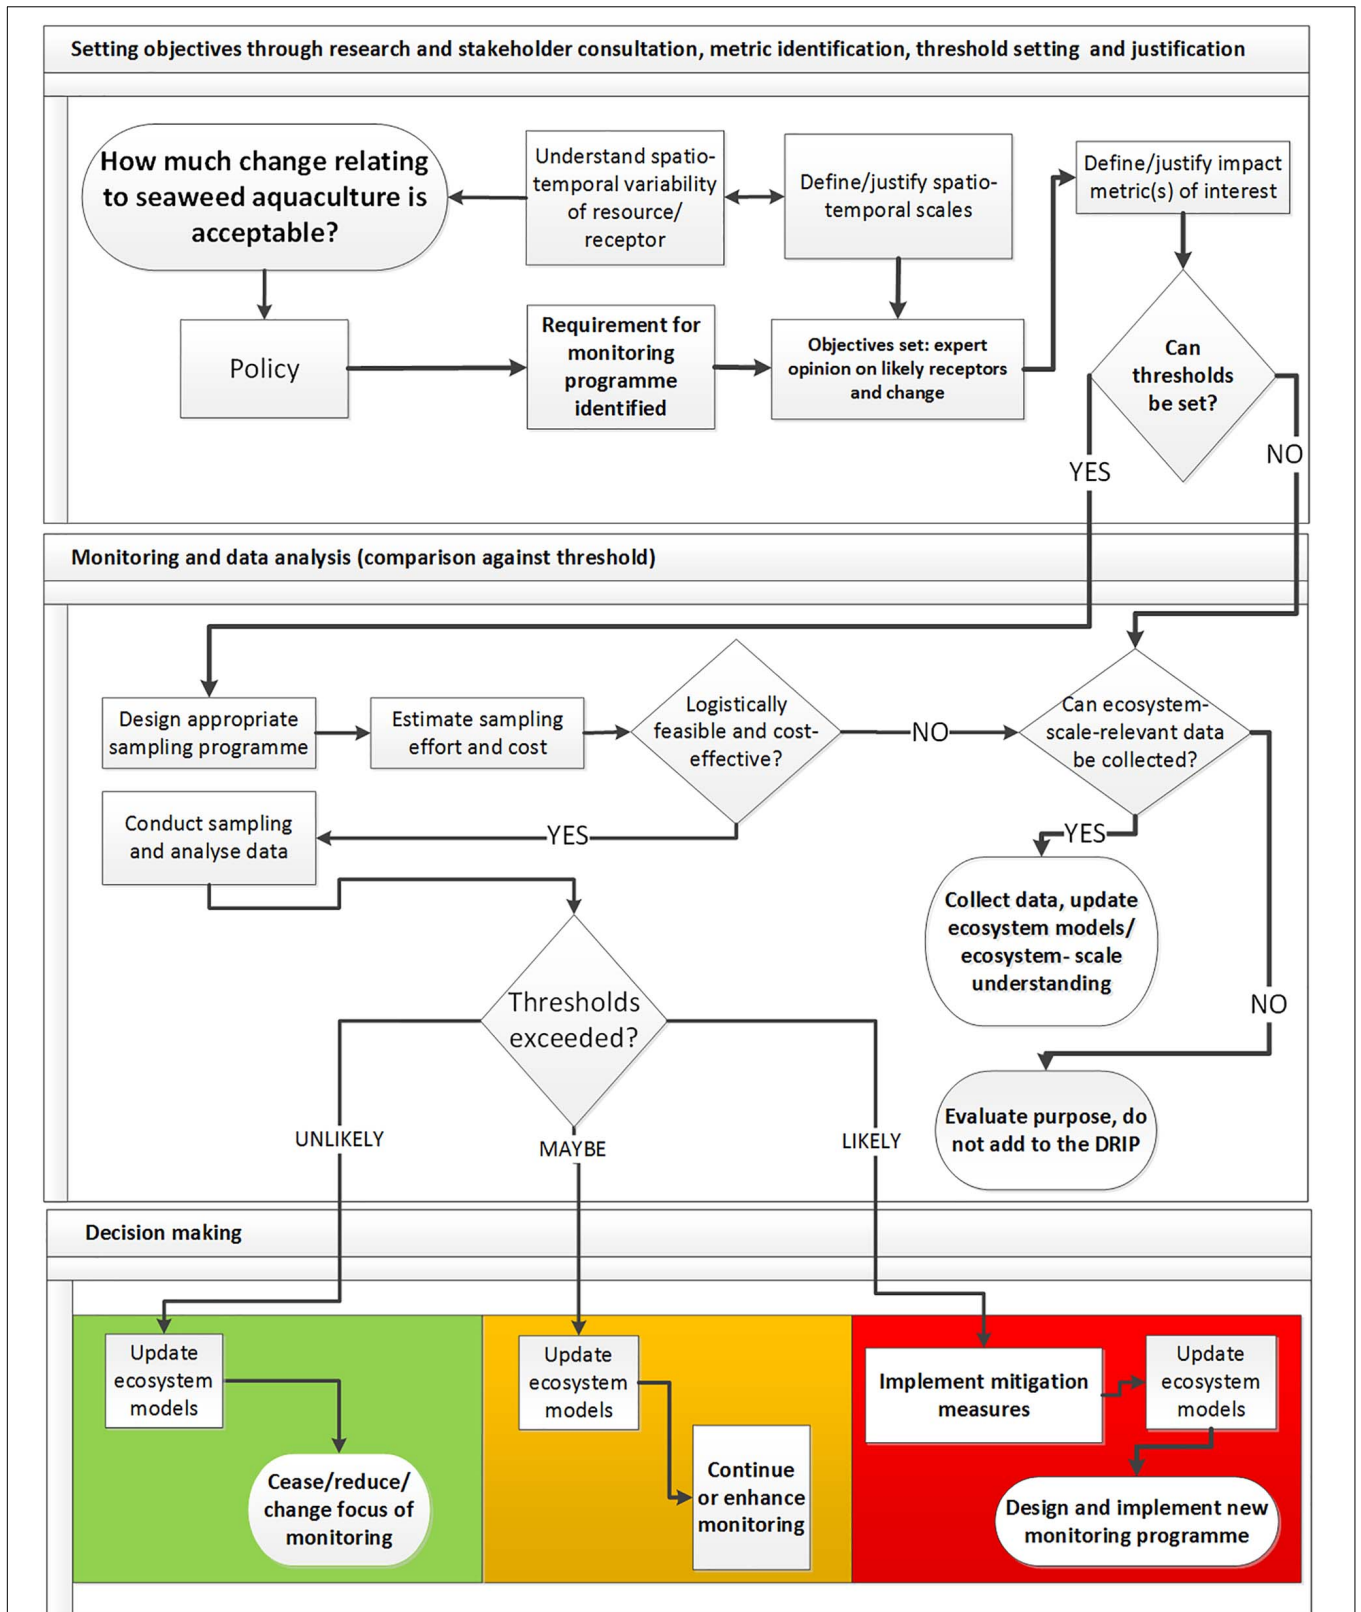 Setting objectives through research and stakeholder consultation, metric identification, threshold setting and justification
How much change relating
to seaweed aquaculture is
acceptable?
Understand spatio-
temporal variability
of resource/
receptor
Define/justify spatio-
temporal scales
Define/justify impact
metric(s) of interest
Policy
Requirement for
monitoring
programme
identified
Objectives set: expert
opinion on likely receptors
and change
Can
thresholds
be set?
YES
NO
Monitoring and data analysis (comparison against threshold)
Design appropriate
sampling programme
Estimate sampling
effort and cost
Logistically
feasible and cost-
effective?
NO
Can ecosystem-
scale-relevant data
be collected?
Conduct sampling
and analyse data
YES
YES
Collect data, update
ecosystem models/
ecosystem- scale
understanding
NO
Thresholds
exceeded?
Evaluate purpose, do
not add to the DRIP
UNLIKELY
MAYBE
LIKELY
Decision making
Update
ecosystem
models
Cease/reduce/
change focus of
monitoring
Update
ecosystem
models
Continue
or enhance
monitoring
Implement mitigation
measures
Update
ecosystem
models
Design and implement new
monitoring programme